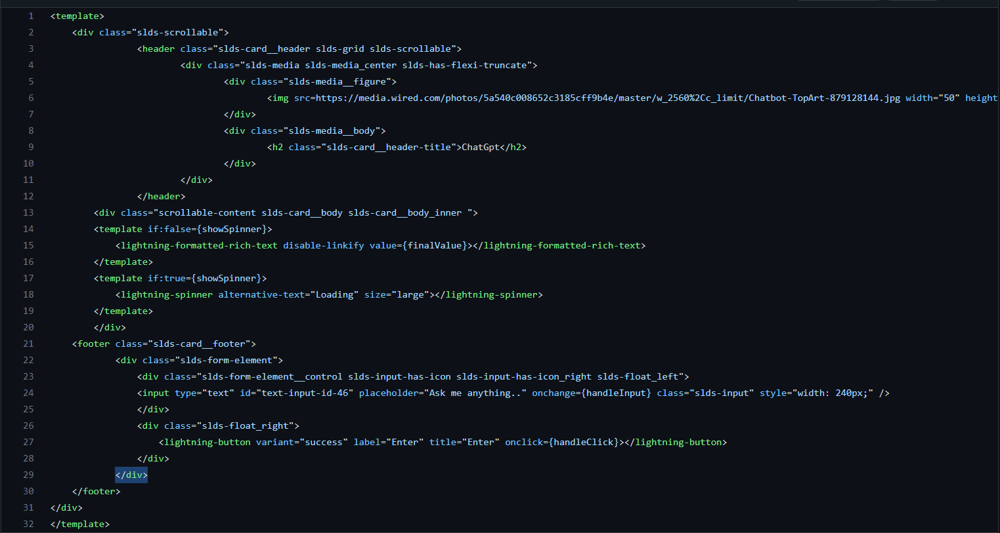 1 <template>
2 <div class="slds-scrollable">
3 <header class="slds-card__header slds-grid slds-scrollable">
4 <div class="slds-media slds-media_center slds-has-flexi-truncate">
5 <div class="slds-media__figure">
6 <img src=https://media.wired.com/photos/5a540c008652c3185cff9b4e/master/w_2560%2Cc_limit/Chatbot-TopArt-879128144.jpg width="50" height
7 </div>
8 <div class="slds-media__body">
9 <h2 class="slds-card__header-title">ChatGpt</h2>
10 </div>
11 </div>
12 </header>
13 <div class="scrollable-content slds-card__body slds-card__body_inner ">
14 <template if:false={showSpinner}>
15 <lightning-formatted-rich-text disable-linkify value={finalValue}></lightning-formatted-rich-text>
16 </template>
17 <template if:true={showSpinner}>
18 <lightning-spinner alternative-text="Loading" size="large"></lightning-spinner>
19 </template>
20 </div>
21 <footer class="slds-card__footer">
22 <div class="slds-form-element">
23 <div class="slds-form-element__control slds-input-has-icon slds-input-has-icon_right slds-float_left">
24 <input type="text" id="text-input-id-46" placeholder="Ask me anything.." onchange={handleInput} class="slds-input" style="width: 240px;" />
25 </div>
26 <div class="slds-float_right">
27 <lightning-button variant="success" label="Enter" title="Enter" onclick={handleClick}></lightning-button>
28 </div>
29 </div>
30 </footer>
31 </div>
32 </template>